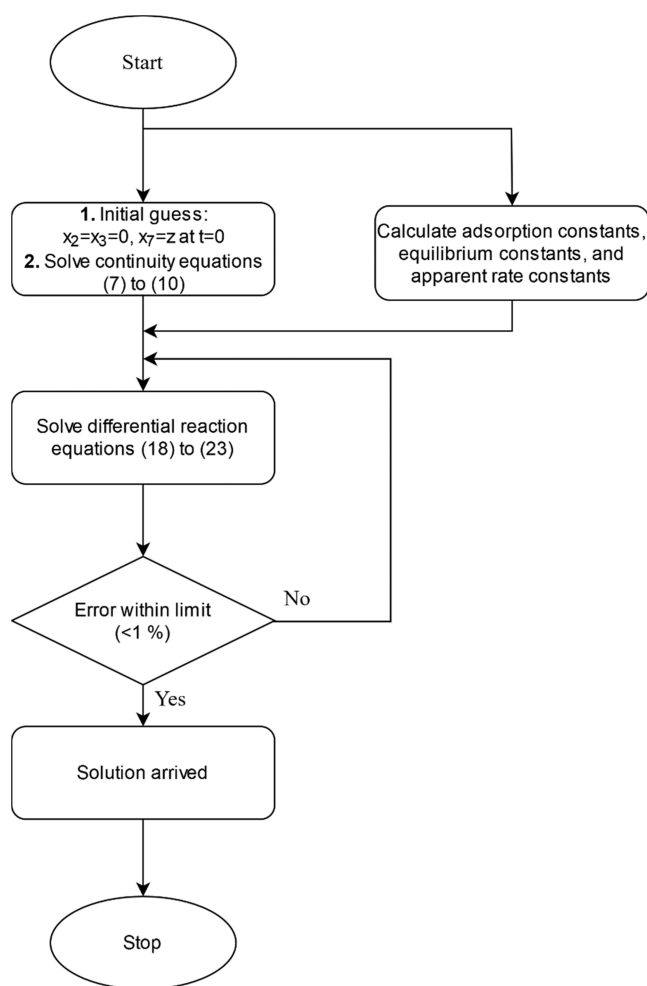 Start
1. Initial guess:
x₂=x₃=0, x₇=z at t=0
2. Solve continuity equations
(7) to (10)
Calculate adsorption constants,
equilibrium constants, and
apparent rate constants
Solve differential reaction
equations (18) to (23)
Error within limit
(<1 %)
No
Yes
Solution arrived
Stop